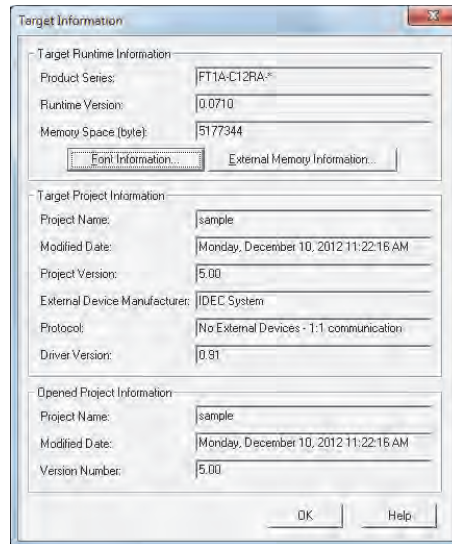 Target Information
Target Runtime Information
Product Series: FT1A-C12RA-*
Runtime Version: 0.0710
Memory Space (byte): 5177344
Font Information... External Memory Information...
Target Project Information
Project Name: sample
Modified Date: Monday, December 10, 2012 11:22:16 AM
Project Version: 5.00
External Device Manufacturer: IDEC System
Protocol: No External Devices - 1:1 communication
Driver Version: 0.91
Opened Project Information
Project Name: sample
Modified Date: Monday, December 10, 2012 11:22:16 AM
Version Number: 5.00
OK Help